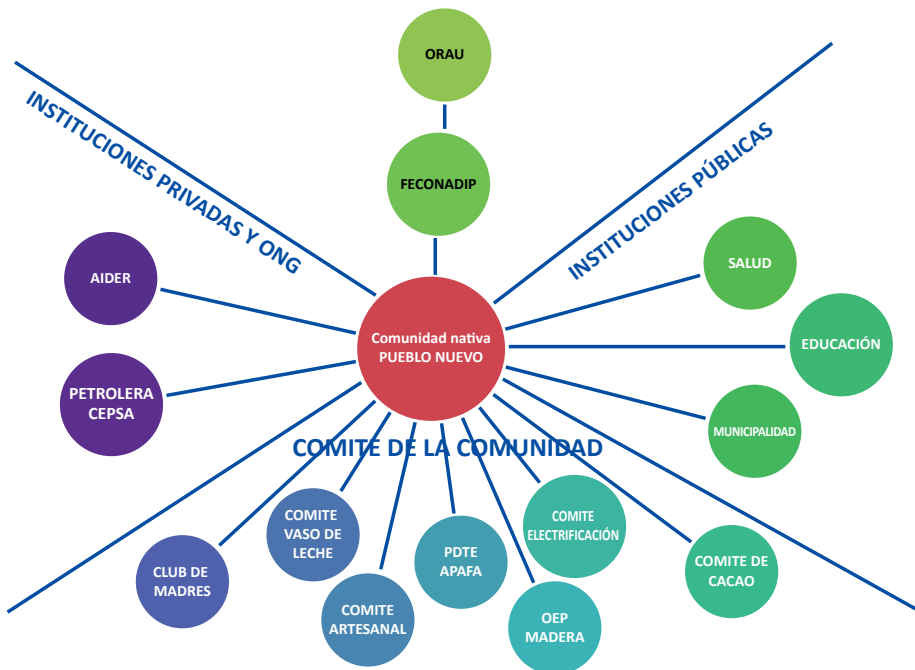 ORAU
FECONADIP
INSTITUCIONES PRIVADAS Y ONG
INSTITUCIONES PÚBLICAS
AIDER
SALUD
Comunidad nativa
PUEBLO NUEVO
EDUCACIÓN
PETROLERA
CEPSA
MUNICIPALIDAD
COMITE DE LA COMUNIDAD
CLUB DE
MADRES
COMITE
VASO DE
LECHE
COMITE
ARTESANAL
PDTE
APAFA
OEP
MADERA
COMITE
ELECTRIFICACIÓN
COMITE DE
CACAO